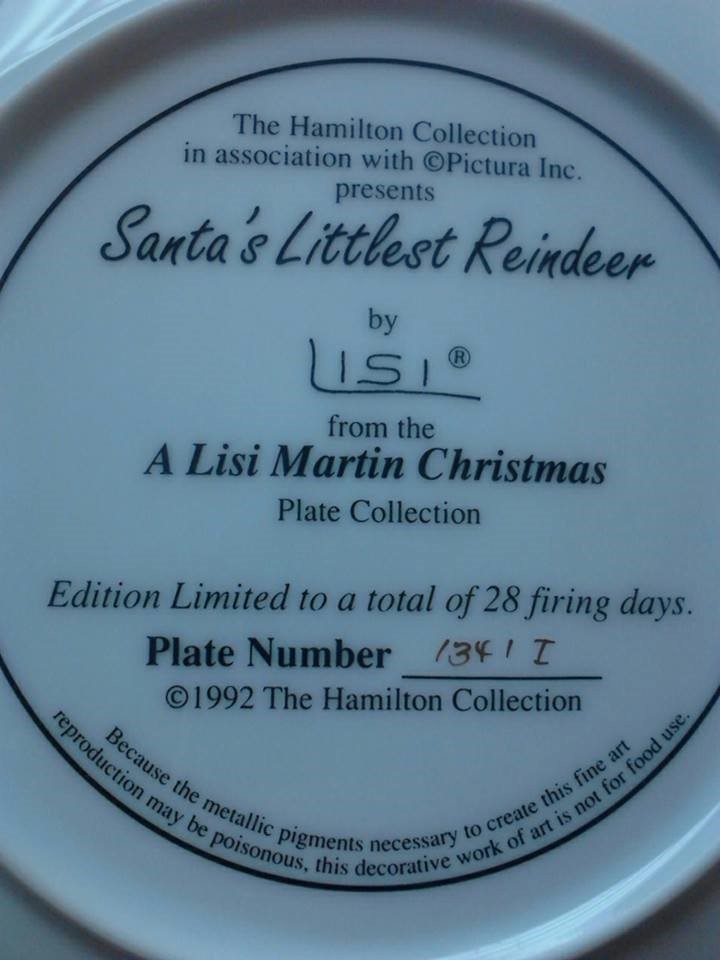 The Hamilton Collection
in association with ©Pictura Inc.
presents
Santa's Littlest Reindeer
by
LISI®
from the
A Lisi Martin Christmas
Plate Collection
Edition Limited to a total of 28 firing days.
Plate Number 1341 I
©1992 The Hamilton Collection
Because the metallic pigments necessary to create this fine art
reproduction may be poisonous, this decorative work of art is not for food use.